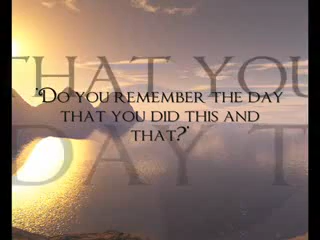 THAT YOU
'DO YOU REMEMBER THE DAY
THAT YOU DID THIS AND
THAT?'
DAY T